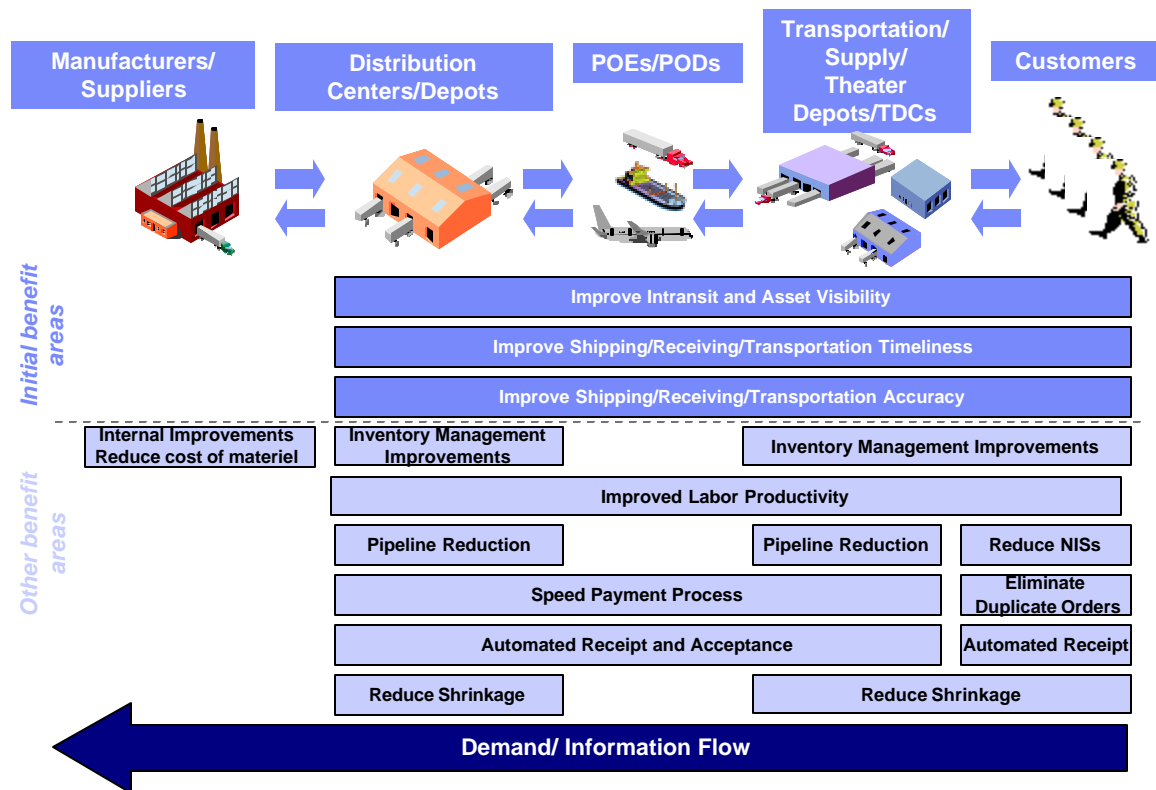 Manufacturers/
Suppliers
Distribution
Centers/Depots
POEs/PODs
Transportation/
Supply/
Theater
Depots/TDCs
Customers
Initial benefit
areas
Improve Intransit and Asset Visibility
Improve Shipping/Receiving/Transportation Timeliness
Improve Shipping/Receiving/Transportation Accuracy
Other benefit
areas
Internal Improvements
Reduce cost of materiel
Inventory Management
Improvements
Inventory Management Improvements
Improved Labor Productivity
Pipeline Reduction
Pipeline Reduction
Reduce NISs
Speed Payment Process
Eliminate
Duplicate Orders
Automated Receipt and Acceptance
Automated Receipt
Reduce Shrinkage
Reduce Shrinkage
Demand/ Information Flow